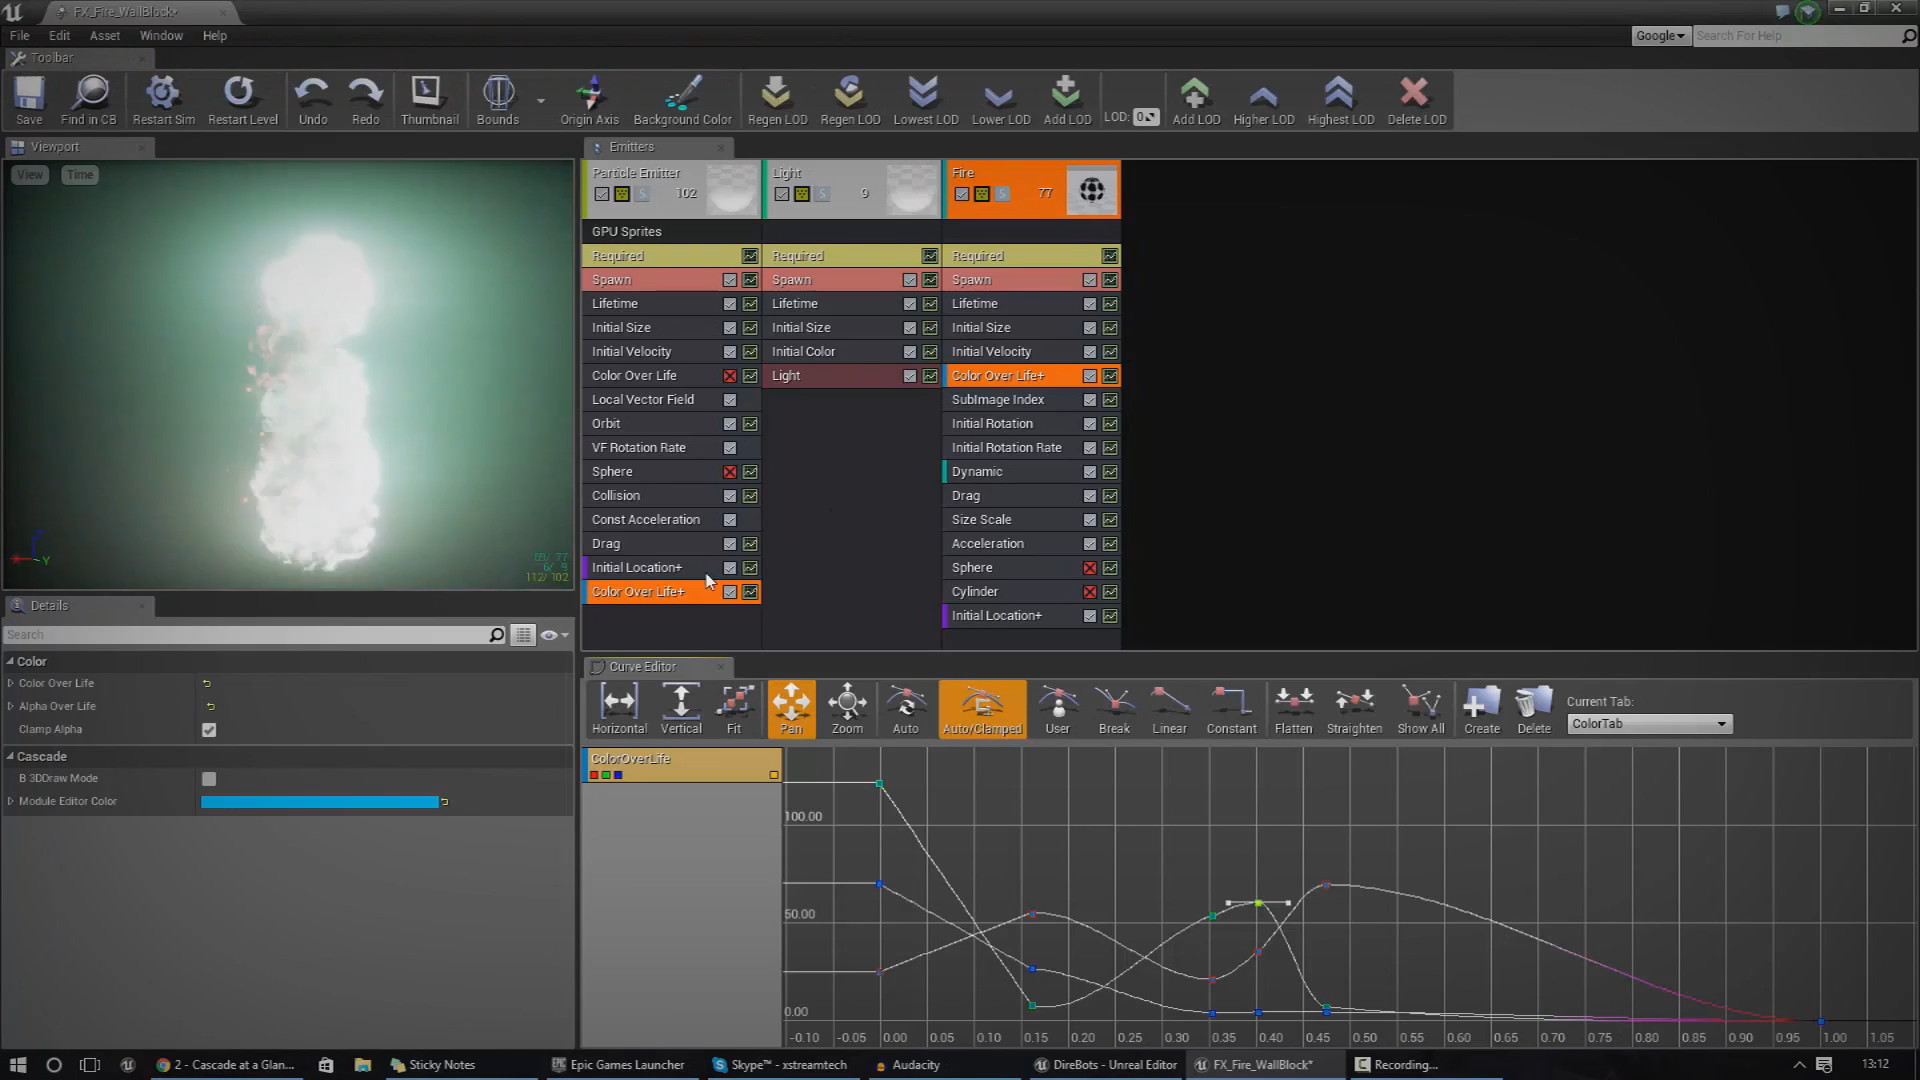 FX_Fire_WallBlock*
File Edit Asset Window Help
Google Search For Help
Toolbar
Save Find in CB Restart Sim Restart Level Undo Redo Thumbnail Bounds Origin Axis Background Color Regen LOD Regen LOD Lowest LOD Lower LOD Add LOD LOD: 0 Add LOD Higher LOD Highest LOD Delete LOD
Viewport
View Time
Y
6/ 9
112/ 102
Emitters
Particle Emitter Light Fire
102 9 77
GPU Sprites
Required Required Required
Spawn Spawn Spawn
Lifetime Lifetime Lifetime
Initial Size Initial Size Initial Size
Initial Velocity Initial Color Initial Velocity
Color Over Life Light Color Over Life+
Local Vector Field SubImage Index
Orbit Initial Rotation
VF Rotation Rate Initial Rotation Rate
Sphere Dynamic
Collision Drag
Const Acceleration Size Scale
Drag Acceleration
Initial Location+ Sphere
Color Over Life+ Cylinder
Initial Location+
Details
Search
Color
Color Over Life
Alpha Over Life
Clamp Alpha
Cascade
B 3DDraw Mode
Module Editor Color
Curve Editor
Horizontal Vertical Fit Pan Zoom Auto Auto/Clamped User Break Linear Constant Flatten Straighten Show All Create Delete
Current Tab:
ColorTab
ColorOverLife
100.00
50.00
0.00
-0.10 -0.05 0.00 0.05 0.10 0.15 0.20 0.25 0.30 0.35 0.40 0.45 0.50 0.55 0.60 0.65 0.70 0.75 0.80 0.85 0.90 0.95 1.00 1.05
2 - Cascade at a Glan... Sticky Notes Epic Games Launcher Skype™ - xstreamtech Audacity DireBots - Unreal Editor FX_Fire_WallBlock* Recording... 13:12